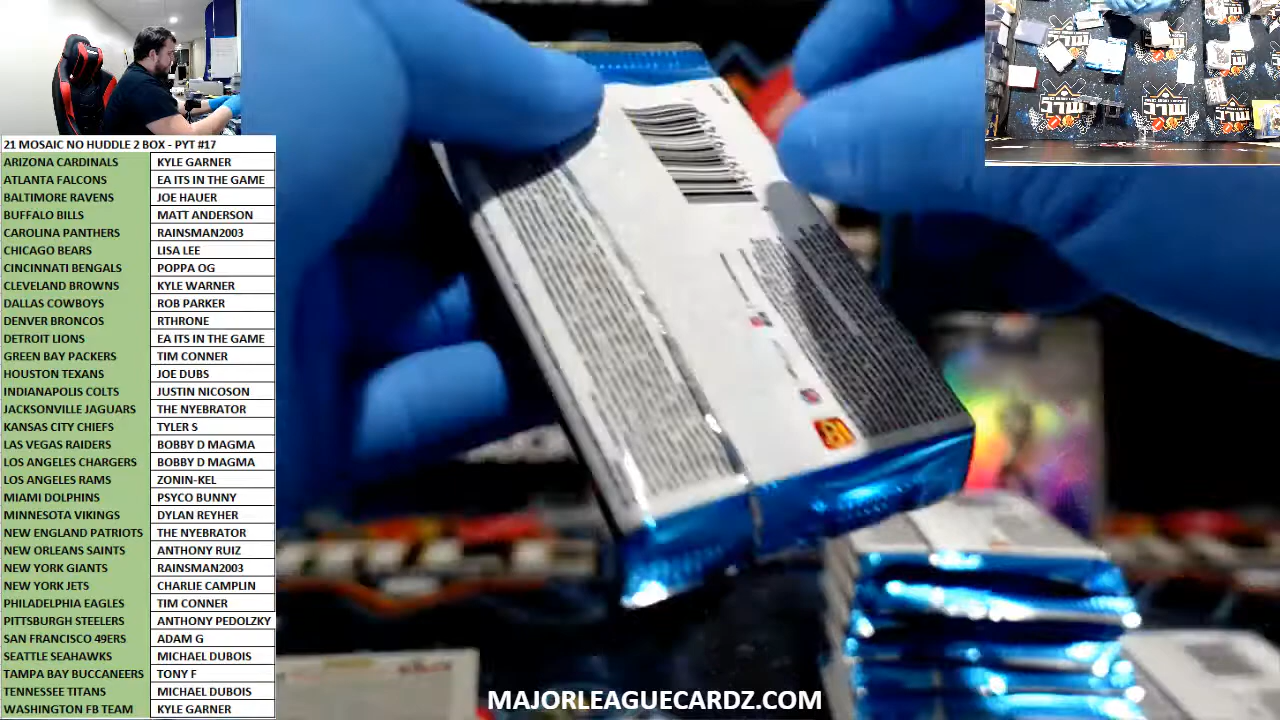 21 MOSAIC NO HUDDLE 2 BOX - PYT #17
ARIZONA CARDINALS KYLE GARNER
ATLANTA FALCONS EA ITS IN THE GAME
BALTIMORE RAVENS JOE HAUER
BUFFALO BILLS MATT ANDERSON
CAROLINA PANTHERS RAINSMAN2003
CHICAGO BEARS LISA LEE
CINCINNATI BENGALS POPPA OG
CLEVELAND BROWNS KYLE WARNER
DALLAS COWBOYS ROB PARKER
DENVER BRONCOS RTHRONE
DETROIT LIONS EA ITS IN THE GAME
GREEN BAY PACKERS TIM CONNER
HOUSTON TEXANS JOE DUBS
INDIANAPOLIS COLTS JUSTIN NICOSON
JACKSONVILLE JAGUARS THE NYEBRATOR
KANSAS CITY CHIEFS TYLER S
LAS VEGAS RAIDERS BOBBY D MAGMA
LOS ANGELES CHARGERS BOBBY D MAGMA
LOS ANGELES RAMS ZONIN-KEL
MIAMI DOLPHINS PSYCO BUNNY
MINNESOTA VIKINGS DYLAN REYHER
NEW ENGLAND PATRIOTS THE NYEBRATOR
NEW ORLEANS SAINTS ANTHONY RUIZ
NEW YORK GIANTS RAINSMAN2003
NEW YORK JETS CHARLIE CAMPLIN
PHILADELPHIA EAGLES TIM CONNER
PITTSBURGH STEELERS ANTHONY PEDOLZKY
SAN FRANCISCO 49ERS ADAM G
SEATTLE SEAHAWKS MICHAEL DUBOIS
TAMPA BAY BUCCANEERS TONY F
TENNESSEE TITANS MICHAEL DUBOIS
WASHINGTON FB TEAM KYLE GARNER
MAJORLEAGUECARDZ.COM